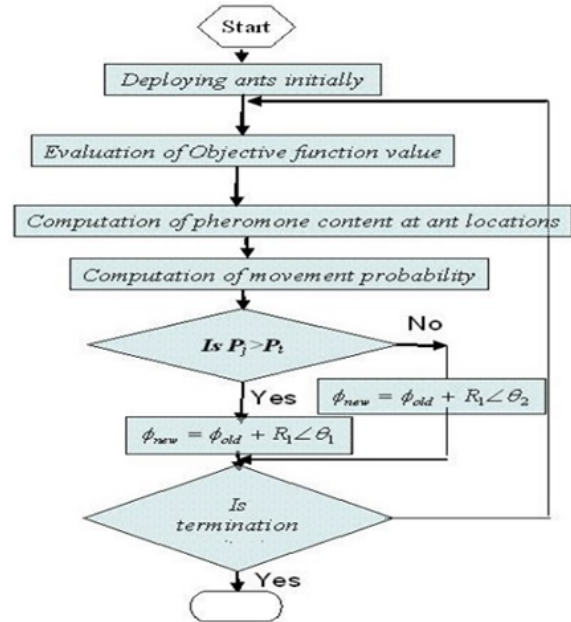 Start
Deploying ants initially
Evaluation of Objective function value
Computation of pheromone content at ant locations
Computation of movement probability
Is P_j>P_t
No
Yes
ϕ_new = ϕ_old + R_1∠θ_2
ϕ_new = ϕ_old + R_1∠θ_1
Is
termination
Yes